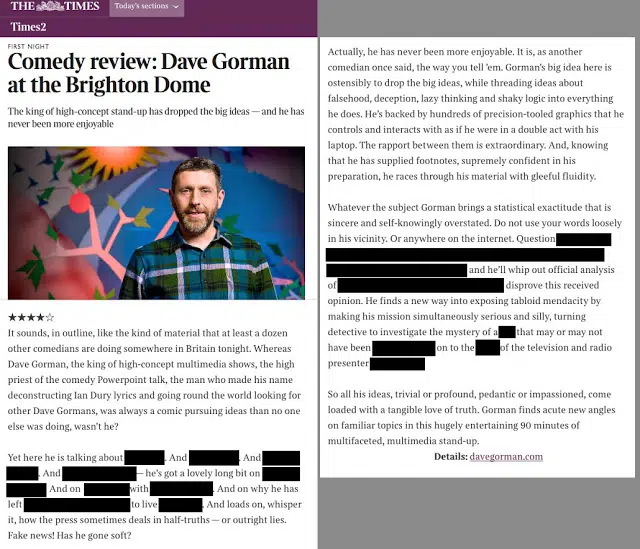 THE TIMES
Today's sections
Times2
FIRST NIGHT
Comedy review: Dave Gorman
at the Brighton Dome
The king of high-concept stand-up has dropped the big ideas — and he has
never been more enjoyable
★★★★☆
It sounds, in outline, like the kind of material that at least a dozen
other comedians are doing somewhere in Britain tonight. Whereas
Dave Gorman, the king of high-concept multimedia shows, the high
priest of the comedy Powerpoint talk, the man who made his name
deconstructing Ian Dury lyrics and going round the world looking for
other Dave Gormans, was always a comic pursuing ideas than no one
else was doing, wasn't he?
Yet here he is talking about . And . And
. And — he's got a lovely long bit on
And on with . And on why he has
left to live . And loads on, whisper
it, how the press sometimes deals in half-truths — or outright lies.
Fake news! Has he gone soft?
Actually, he has never been more enjoyable. It is, as another
comedian once said, the way you tell 'em. Gorman's big idea here is
ostensibly to drop the big ideas, while threading ideas about
falsehood, deception, lazy thinking and shaky logic into everything
he does. He's backed by hundreds of precision-tooled graphics that he
controls and interacts with as if he were in a double act with his
laptop. The rapport between them is extraordinary. And, knowing
that he has supplied footnotes, supremely confident in his
preparation, he races through his material with gleeful fluidity.
Whatever the subject Gorman brings a statistical exactitude that is
sincere and self-knowingly overstated. Do not use your words loosely
in his vicinity. Or anywhere on the internet. Question
and he'll whip out official analysis
of disprove this received
opinion. He finds a new way into exposing tabloid mendacity by
making his mission simultaneously serious and silly, turning
detective to investigate the mystery of a that may or may not
have been on to the of the television and radio
presenter
So all his ideas, trivial or profound, pedantic or impassioned, come
loaded with a tangible love of truth. Gorman finds acute new angles
on familiar topics in this hugely entertaining 90 minutes of
multifaceted, multimedia stand-up.
Details: davegorman.com